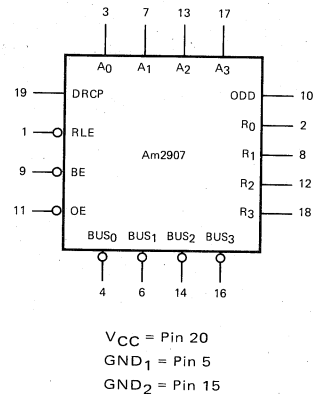 3 7 13 17
A0 A1 A2 A3
19 DRCP ODD 10
R0 2
1 RLE
R1 8
Am2907
9 BE
R2 12
11 OE
R3 18
BUS0 BUS1 BUS2 BUS3
4 6 14 16
VCC = Pin 20
GND1 = Pin 5
GND2 = Pin 15